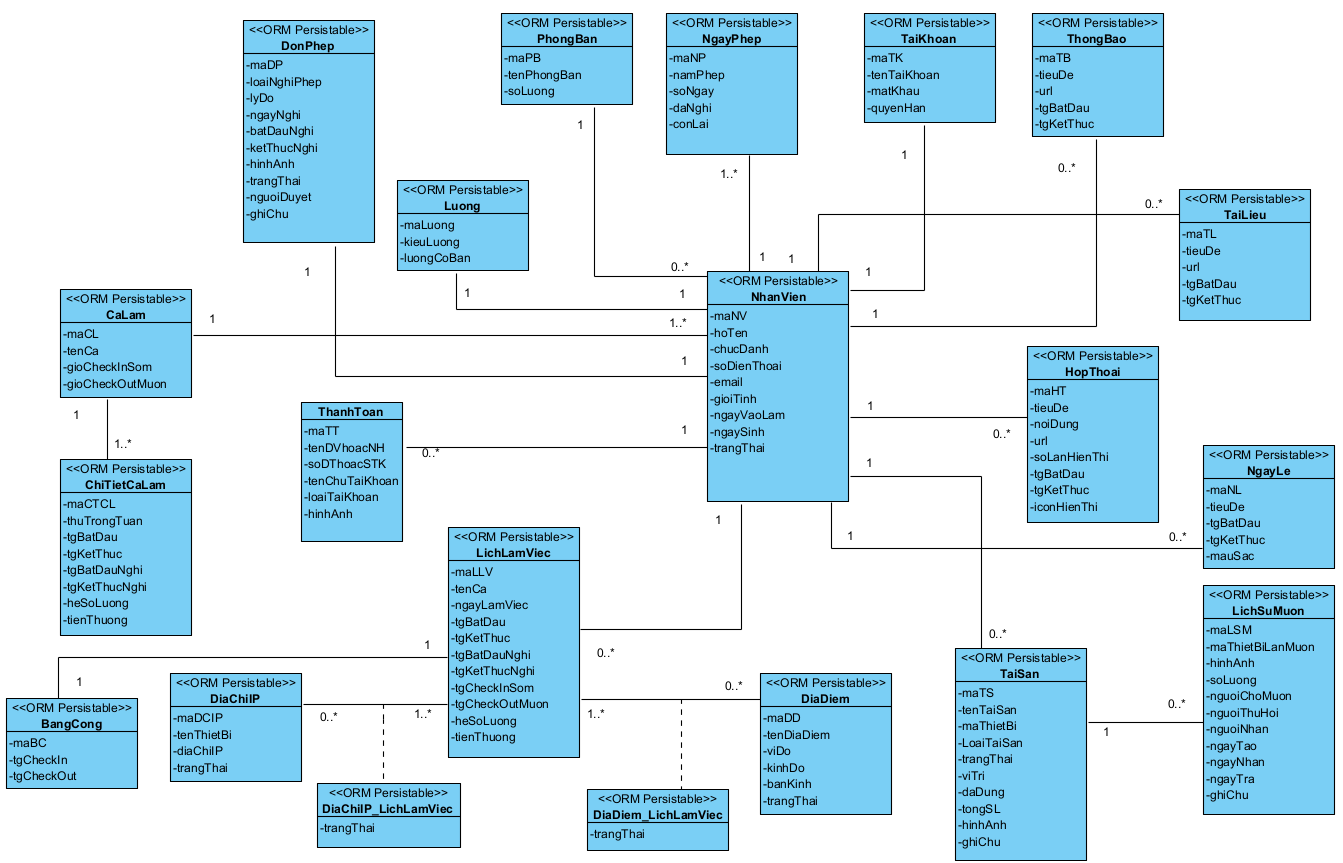 <<ORM Persistable>>
DonPhep
-maDP
-loaiNghiPhep
-lyDo
-ngayNghi
-batDauNghi
-ketThucNghi
-hinhAnh
-trangThai
-nguoiDuyet
-ghiChu
<<ORM Persistable>>
PhongBan
-maPB
-tenPhongBan
-soLuong
<<ORM Persistable>>
NgayPhep
-maNP
-namPhep
-soNgay
-daNghi
-conLai
<<ORM Persistable>>
TaiKhoan
-maTK
-tenTaiKhoan
-matKhau
-quyenHan
<<ORM Persistable>>
ThongBao
-maTB
-tieuDe
-url
-tgBatDau
-tgKetThuc
1
1..*
1
0..*
<<ORM Persistable>>
Luong
-maLuong
-kieuLuong
-luongCoBan
<<ORM Persistable>>
TaiLieu
-maTL
-tieuDe
-url
-tgBatDau
-tgKetThuc
0..*
1
0..*
1
1
1
1
1
<<ORM Persistable>>
NhanVien
-maNV
-hoTen
-chucDanh
-soDienThoai
-email
-gioiTinh
-ngayVaoLam
-ngaySinh
-trangThai
<<ORM Persistable>>
CaLam
-maCL
-tenCa
-gioCheckInSom
-gioCheckOutMuon
1
1..*
1
1
<<ORM Persistable>>
HopThoai
-maHT
-tieuDe
-noiDung
-url
-soLanHienThi
-tgBatDau
-tgKetThuc
-iconHienThi
1
0..*
ThanhToan
-maTT
-tenDVhoacNH
-soDThoacSTK
-tenChuTaiKhoan
-loaiTaiKhoan
-hinhAnh
1
0..*
1
1..*
<<ORM Persistable>>
ChiTietCaLam
-maCTCL
-thuTrongTuan
-tgBatDau
-tgKetThuc
-tgBatDauNghi
-tgKetThucNghi
-heSoLuong
-tienThuong
1
<<ORM Persistable>>
NgayLe
-maNL
-tieuDe
-tgBatDau
-tgKetThuc
-mauSac
1
1
0..*
<<ORM Persistable>>
LichLamViec
-maLLV
-tenCa
-ngayLamViec
-tgBatDau
-tgKetThuc
-tgBatDauNghi
-tgKetThucNghi
-tgCheckInSom
-tgCheckOutMuon
-heSoLuong
-tienThuong
0..*
0..*
<<ORM Persistable>>
LichSuMuon
-maLSM
-maThietBiLanMuon
-hinhAnh
-soLuong
-nguoiChoMuon
-nguoiThuHoi
-nguoiNhan
-ngayTao
-ngayNhan
-ngayTra
-ghiChu
1
1
<<ORM Persistable>>
BangCong
-maBC
-tgCheckIn
-tgCheckOut
<<ORM Persistable>>
DiaChiIP
-maDCIP
-tenThietBi
-diaChiIP
-trangThai
0..*
1..*
1..*
0..*
<<ORM Persistable>>
DiaDiem
-maDD
-tenDiaDiem
-viDo
-kinhDo
-banKinh
-trangThai
<<ORM Persistable>>
TaiSan
-maTS
-tenTaiSan
-maThietBi
-LoaiTaiSan
-trangThai
-viTri
-daDung
-tongSL
-hinhAnh
-ghiChu
1
0..*
<<ORM Persistable>>
DiaChiIP_LichLamViec
-trangThai
<<ORM Persistable>>
DiaDiem_LichLamViec
-trangThai